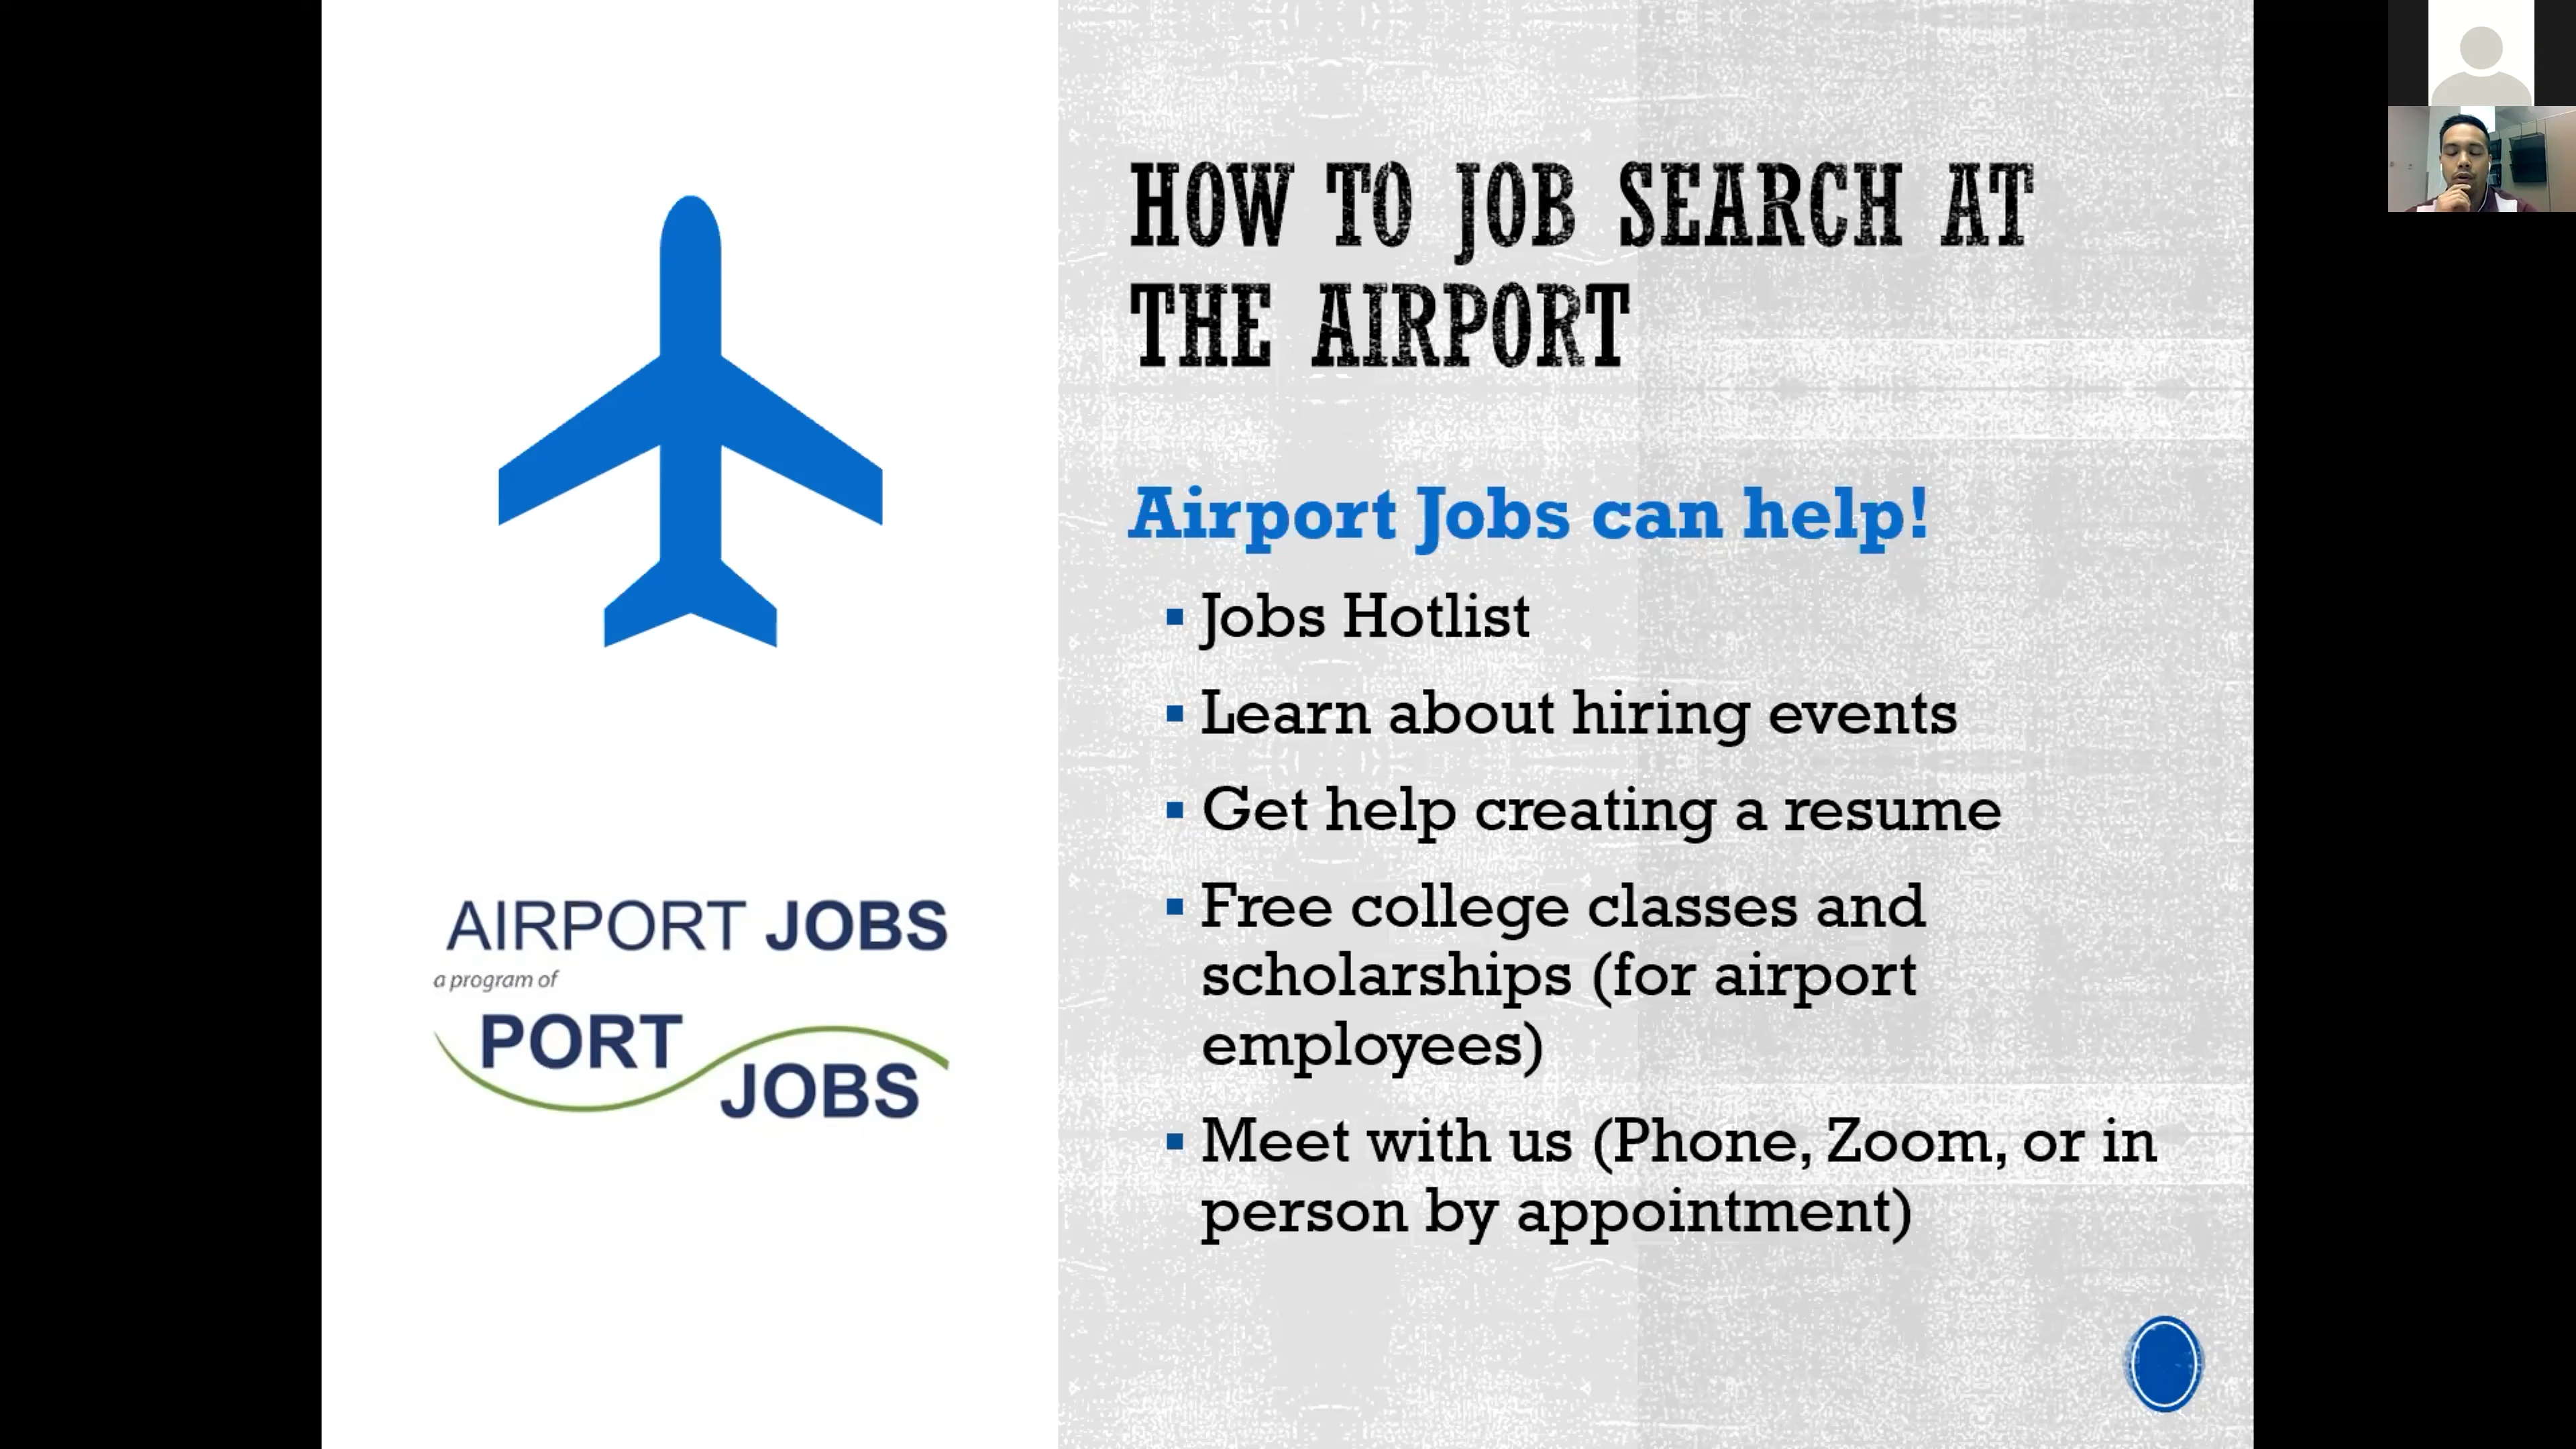 HOW TO JOB SEARCH AT
THE AIRPORT
Airport Jobs can help!
▪ Jobs Hotlist
▪ Learn about hiring events
▪ Get help creating a resume
▪ Free college classes and
scholarships (for airport
employees)
▪ Meet with us (Phone, Zoom, or in
person by appointment)
AIRPORT JOBS
a program of
PORT
JOBS